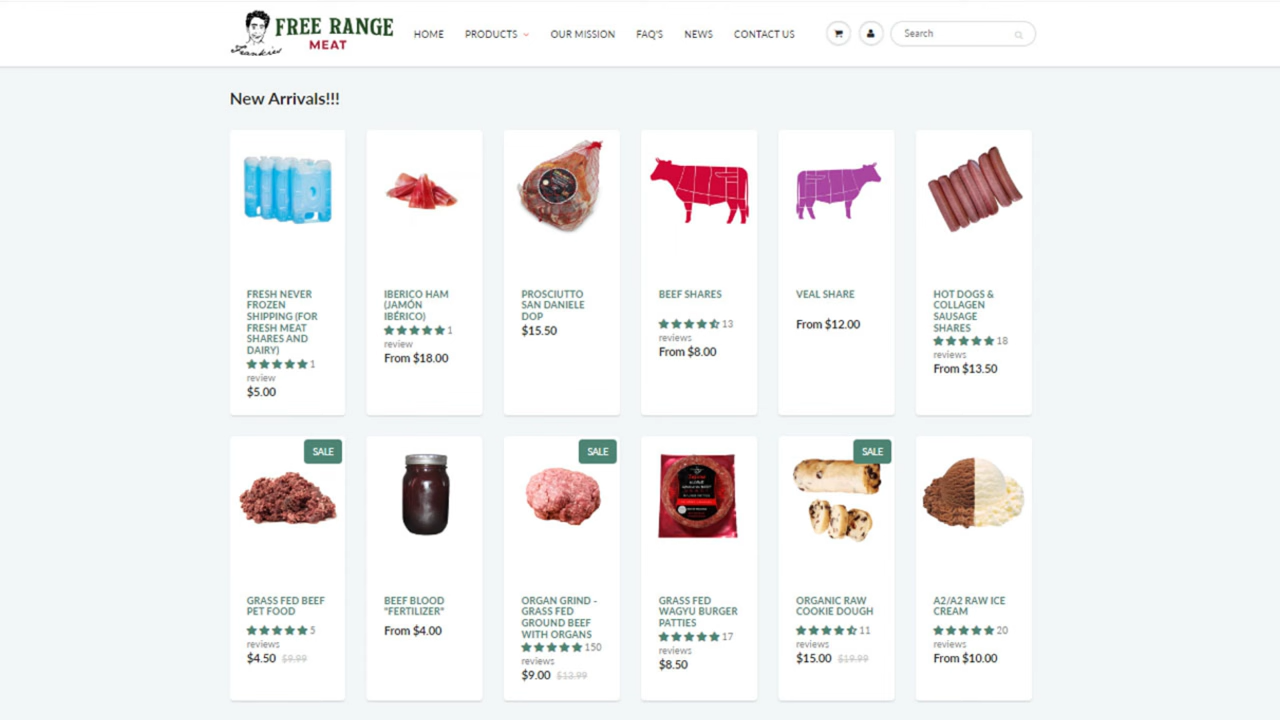 FREE RANGE
MEAT
Frankies
HOME PRODUCTS OUR MISSION FAQ'S NEWS CONTACT US
Search
New Arrivals!!!
FRESH NEVER
FROZEN
SHIPPING (FOR
FRESH MEAT
SHARES AND
DAIRY)
1
review
$5.00
IBERICO HAM
(JAMÓN
IBÉRICO)
1
review
From $18.00
PROSCIUTTO
SAN DANIELE
DOP
$15.50
BEEF SHARES
13
reviews
From $8.00
VEAL SHARE
From $12.00
HOT DOGS &
COLLAGEN
SAUSAGE
SHARES
18
reviews
From $13.50
SALE
GRASS FED BEEF
PET FOOD
5
reviews
$4.50 $9.99
BEEF BLOOD
"FERTILIZER"
From $4.00
SALE
ORGAN GRIND -
GRASS FED
GROUND BEEF
WITH ORGANS
150
reviews
$9.00 $13.99
GRASS FED
WAGYU BURGER
PATTIES
17
reviews
$8.50
SALE
ORGANIC RAW
COOKIE DOUGH
11
reviews
$15.00 $19.99
A2/A2 RAW ICE
CREAM
20
reviews
From $10.00